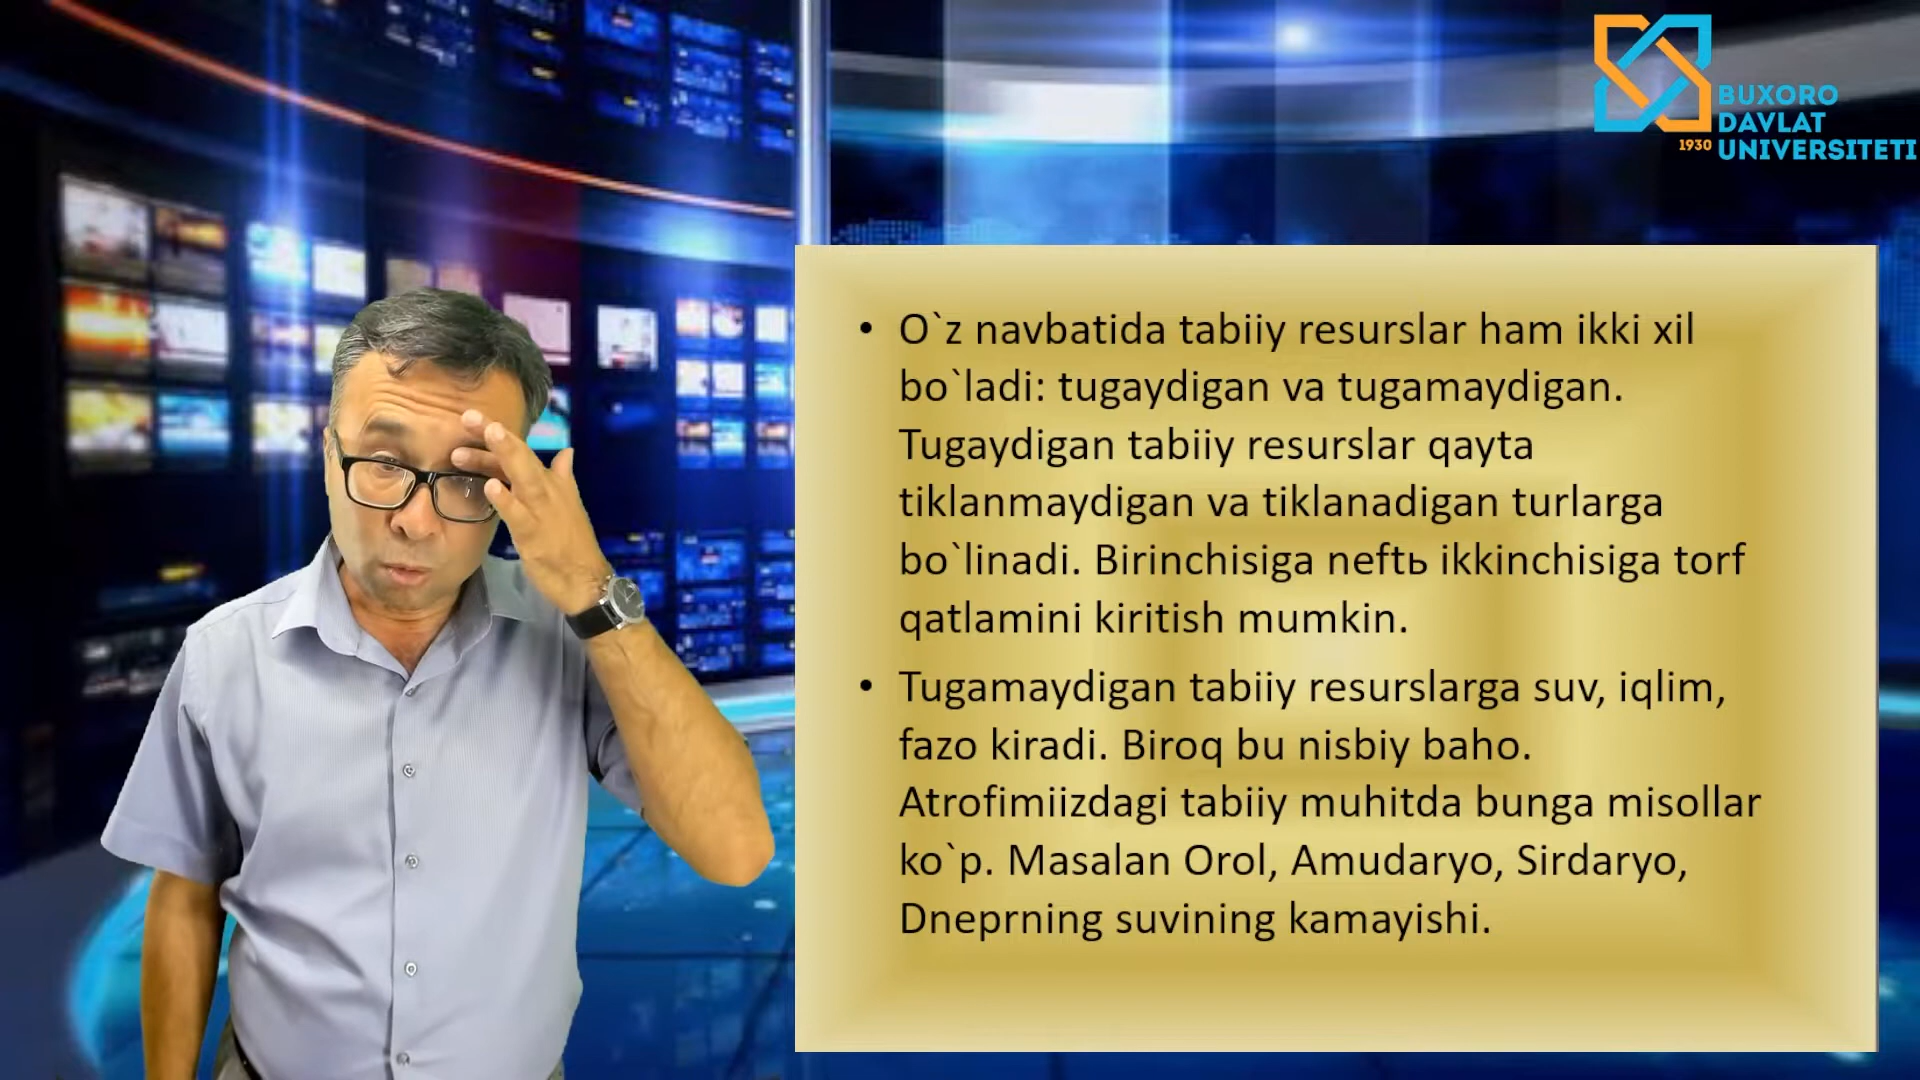 BUXORO
DAVLAT
1930 UNIVERSITETI
• O`z navbatida tabiiy resurslar ham ikki xil
bo`ladi: tugaydigan va tugamaydigan.
Tugaydigan tabiiy resurslar qayta
tiklanmaydigan va tiklanadigan turlarga
bo`linadi. Birinchisiga neftь ikkinchisiga torf
qatlamini kiritish mumkin.
• Tugamaydigan tabiiy resurslarga suv, iqlim,
fazo kiradi. Biroq bu nisbiy baho.
Atrofimiizdagi tabiiy muhitda bunga misollar
ko`p. Masalan Orol, Amudaryo, Sirdaryo,
Dneprning suvining kamayishi.